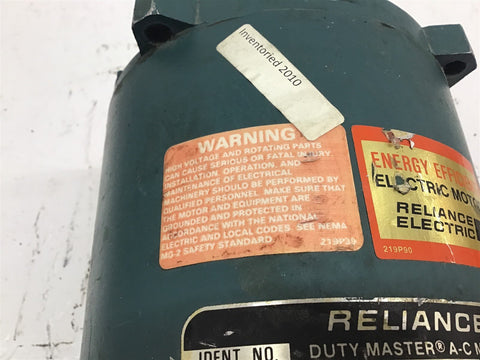 Inventoried 2010
WARNING
HIGH VOLTAGE AND ROTATING PARTS
CAN CAUSE SERIOUS OR FATAL INJURY.
INSTALLATION, OPERATION, AND
MAINTENANCE OF ELECTRICAL
MACHINERY SHOULD BE PERFORMED BY
QUALIFIED PERSONNEL. MAKE SURE THAT
THE MOTOR AND EQUIPMENT ARE
GROUNDED AND PROTECTED IN
ACCORDANCE WITH THE NATIONAL
ELECTRIC AND LOCAL CODES. SEE NEMA
MG-2 SAFETY STANDARD.
219P39
ENERGY
ELECTRIC MOTOR
RELIANCE
ELECTRIC
219P90
RELIANCE
DUTY MASTER® A-C
IDENT. NO.